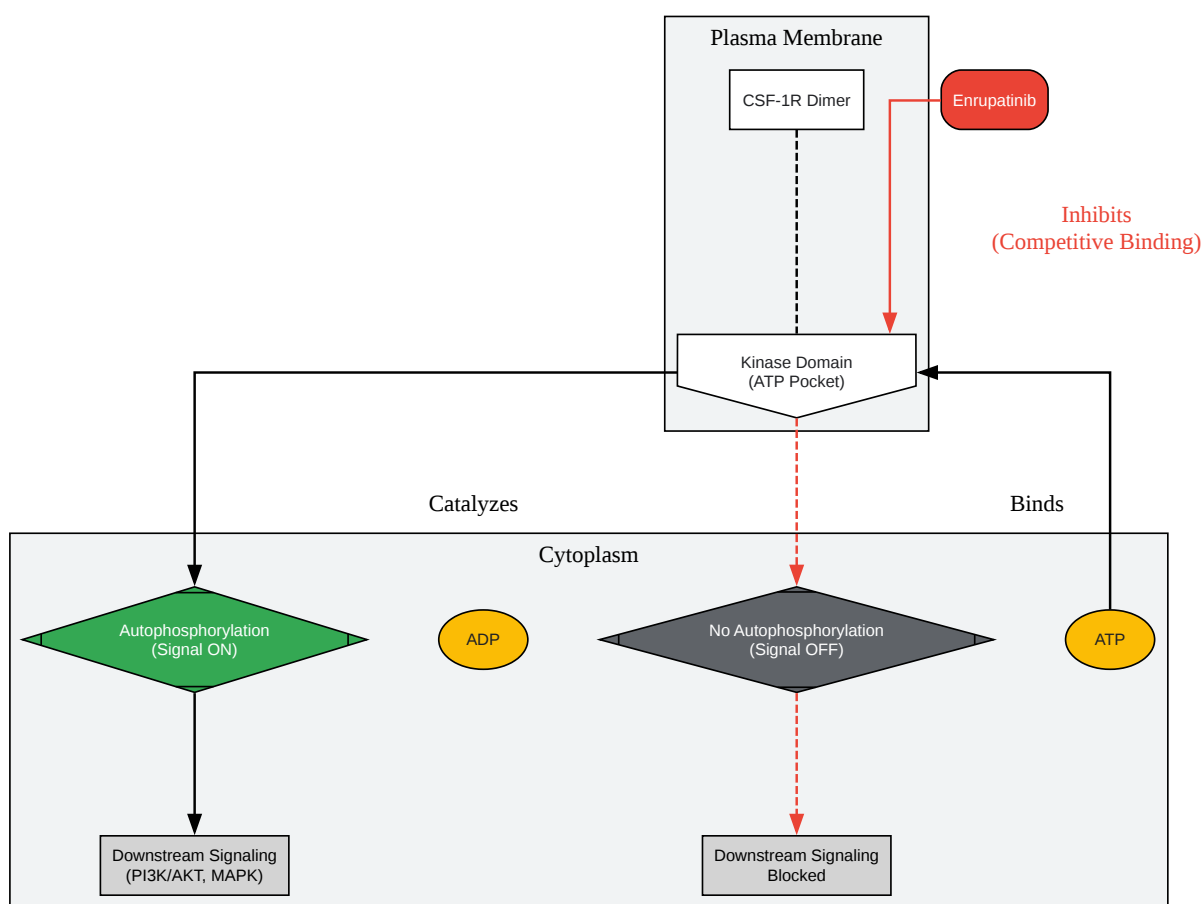 Plasma Membrane
CSF-1R Dimer
Enrupatinib
Inhibits
(Competitive Binding)
Kinase Domain
(ATP Pocket)
Catalyzes
Binds
Cytoplasm
Autophosphorylation
(Signal ON)
ADP
No Autophosphorylation
(Signal OFF)
ATP
Downstream Signaling
(PI3K/AKT, MAPK)
Downstream Signaling
Blocked